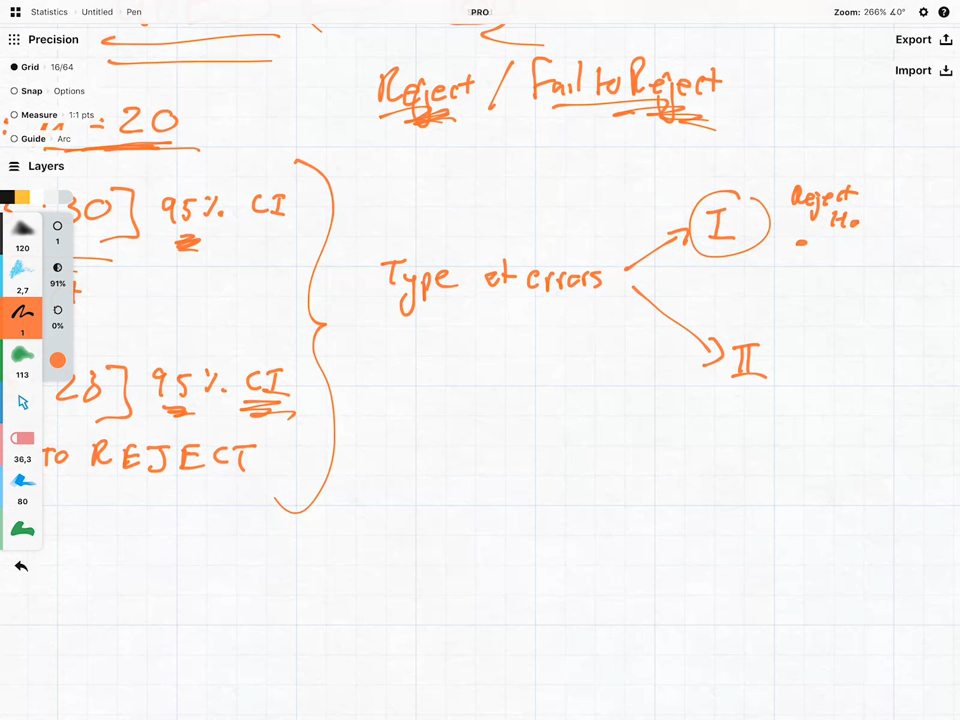 Statistics › Untitled › Pen
PRO
Zoom: 266% ∡0°
Precision
Export
Grid › 16/64
Import
Snap Options
Measure › 1:1 pts
Guide › Arc
Layers
Reject / Fail to Reject
= 20
30] 95% CI
28] 95% CI
TO REJECT
Type of errors
I
Reject
H₀
II
120
2,7
1
113
36,3
80
1
91%
0%